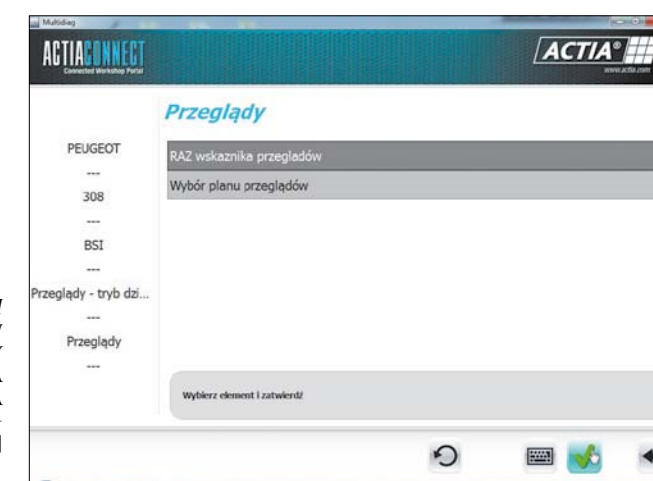 Multidiag
ACTIACONNECT
Connected Workshop Portal
ACTIA®
www.actia.com
Przeglądy
PEUGEOT
---
308
---
BSI
---
Przeglądy - tryb dzi...
---
Przeglądy
---
RAZ wskaznika przegladów
Wybór planu przeglądów
Wybierz element i zatwierdź